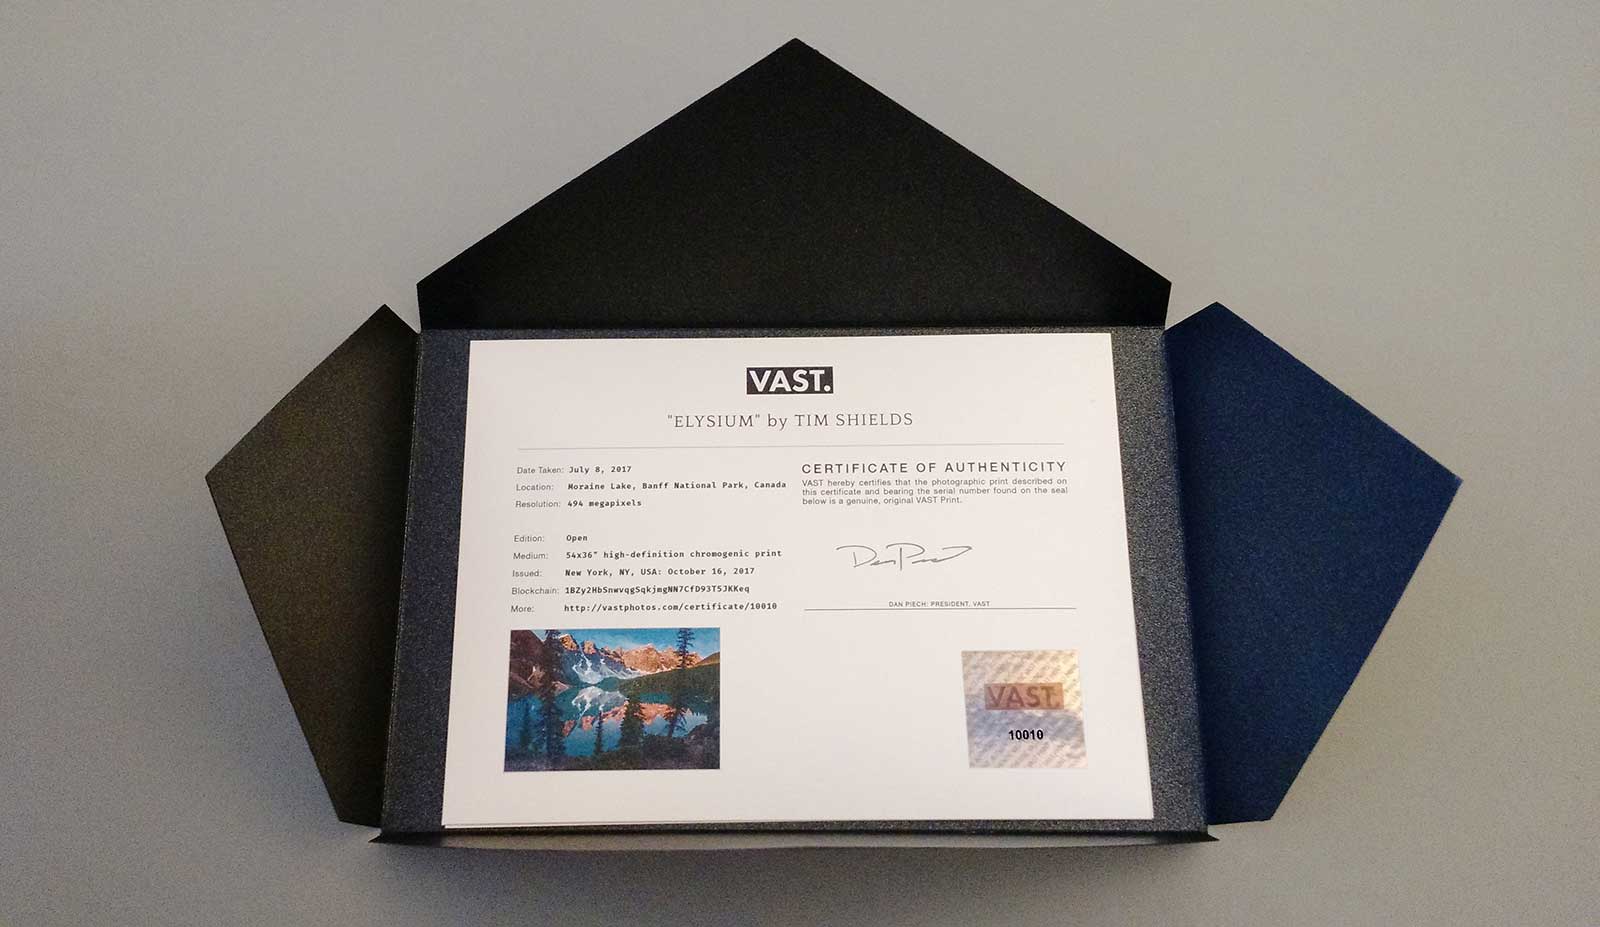 VAST.
"ELYSIUM" by TIM SHIELDS
Date Taken: July 8, 2017
Location: Moraine Lake, Banff National Park, Canada
Resolution: 494 megapixels
Edition: Open
Medium: 54x36" high-definition chromogenic print
Issued: New York, NY, USA: October 16, 2017
Blockchain: 1BZy2HbSnwvqgSqkjmgNN7CfD93T5JKKeq
More: http://vastphotos.com/certificate/10010
CERTIFICATE OF AUTHENTICITY
VAST hereby certifies that the photographic print described on
this certificate and bearing the serial number found on the seal
below is a genuine, original VAST Print.
DAN PIECH: PRESIDENT, VAST
VAST.
10010